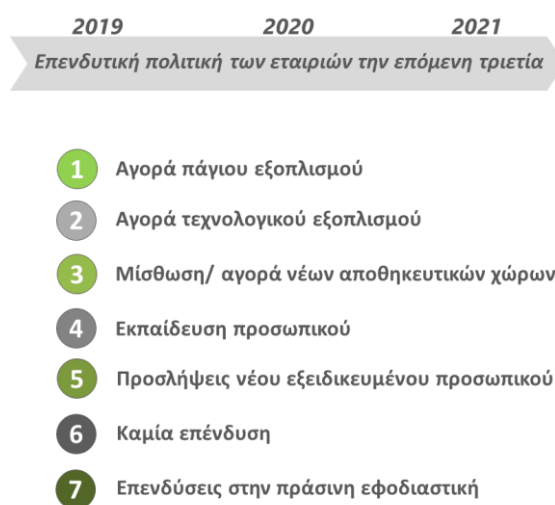 2019 2020 2021
Επενδυτική πολιτική των εταιριών την επόμενη τριετία
1 Αγορά πάγιου εξοπλισμού
2 Αγορά τεχνολογικού εξοπλισμού
3 Μίσθωση/ αγορά νέων αποθηκευτικών χώρων
4 Εκπαίδευση προσωπικού
5 Προσλήψεις νέου εξειδικευμένου προσωπικού
6 Καμία επένδυση
7 Επενδύσεις στην πράσινη εφοδιαστική